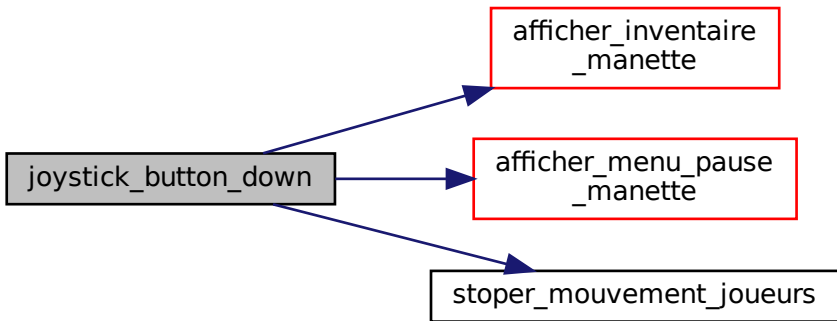 afficher_inventaire
_manette
joystick_button_down
afficher_menu_pause
_manette
stoper_mouvement_joueurs